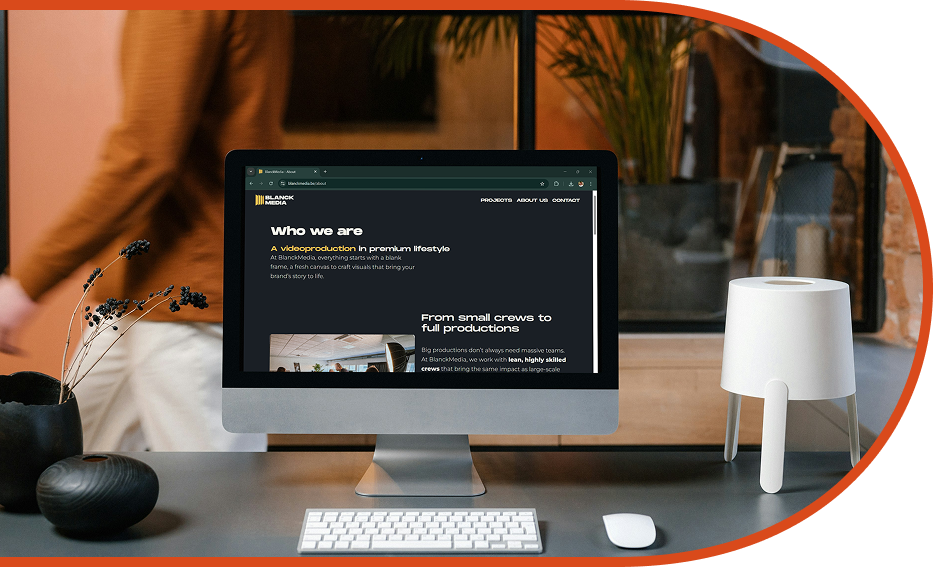 BlanckMedia - About
blanckmedia.be/about
BLANCK
MEDIA
PROJECTS ABOUT US CONTACT
Who we are
A videoproduction in premium lifestyle
At BlanckMedia, everything starts with a blank
frame, a fresh canvas to craft visuals that bring your
brand's story to life.
From small crews to
full productions
Big productions don't always need massive teams.
At BlanckMedia, we work with lean, highly skilled
crews that bring the same impact as large-scale